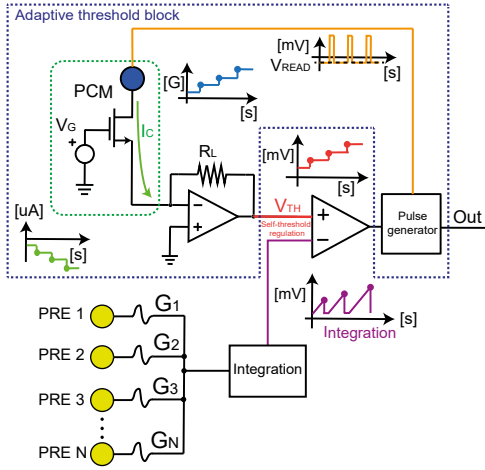 Adaptive threshold block
PCM
[G]
[s]
[mV]
VREAD
[s]
VG
+
IC
RL
[mV]
[s]
[uA]
[s]
−
+
VTH
Self-threshold
regulation
+
−
Pulse
generator
Out
[mV]
[s]
Integration
PRE 1
G1
PRE 2
G2
PRE 3
G3
PRE N
GN
Integration